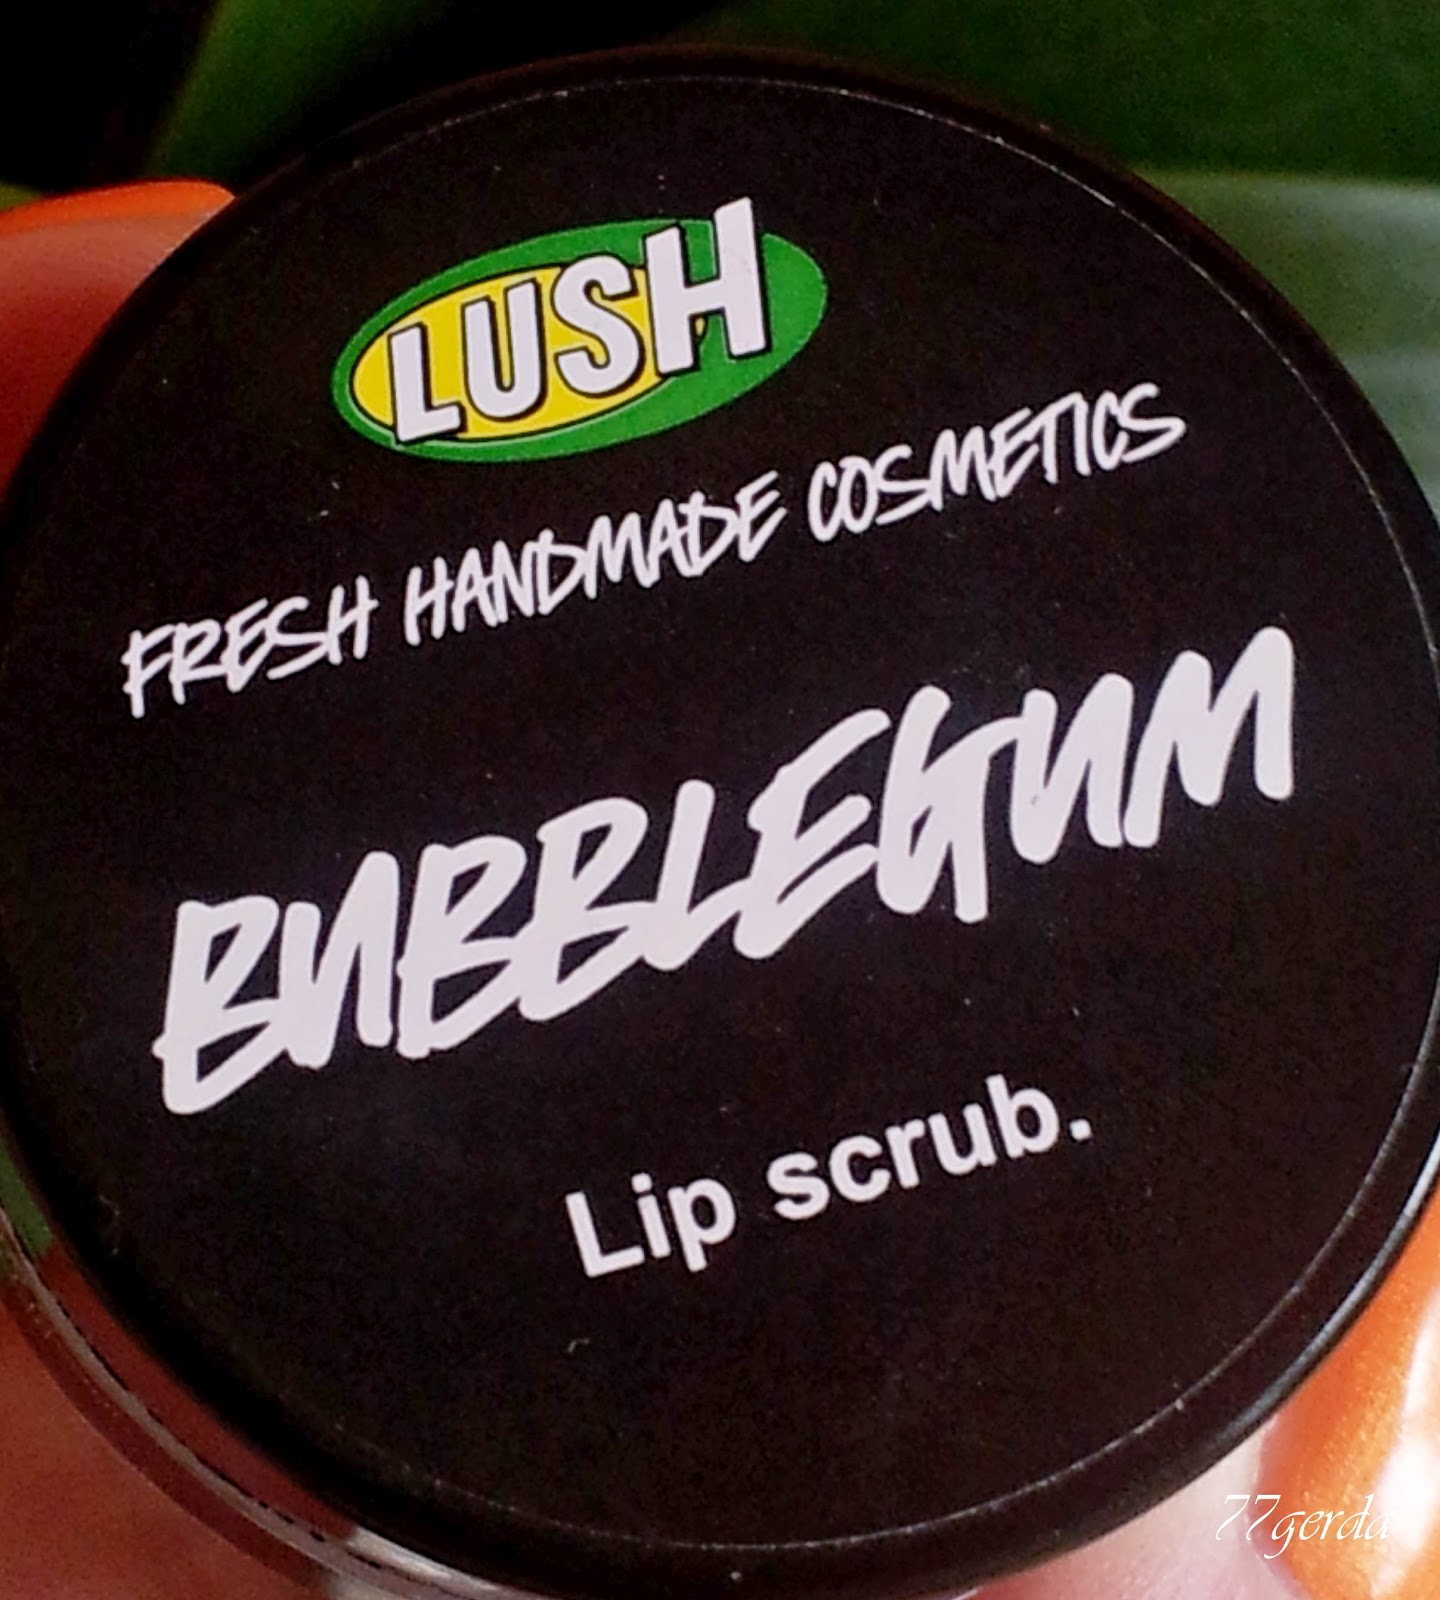 LUSH
FRESH HANDMADE COSMETICS
BUBBLEGUM
Lip scrub.
77gerda